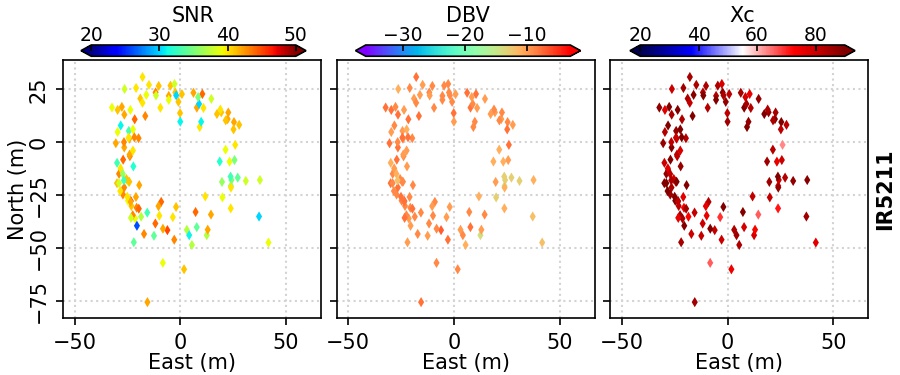 SNR DBV Xc
20 30 40 50 −30 −20 −10 20 40 60 80
25
0
−25
−50
−75
North (m)
IR5211
−50 0 50 −50 0 50 −50 0 50
East (m) East (m) East (m)